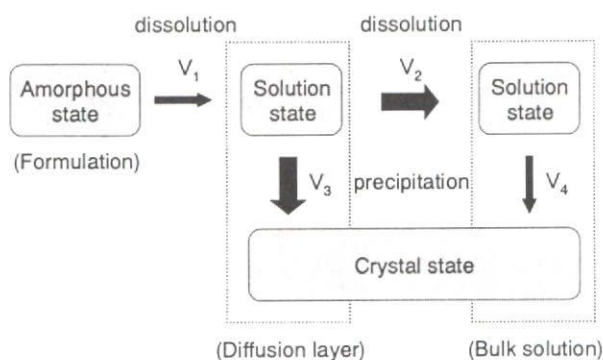 dissolution
dissolution
V1
V2
Amorphous
state
Solution
state
Solution
state
(Formulation)
V3
precipitation
V4
Crystal state
(Diffusion layer)
(Bulk solution)